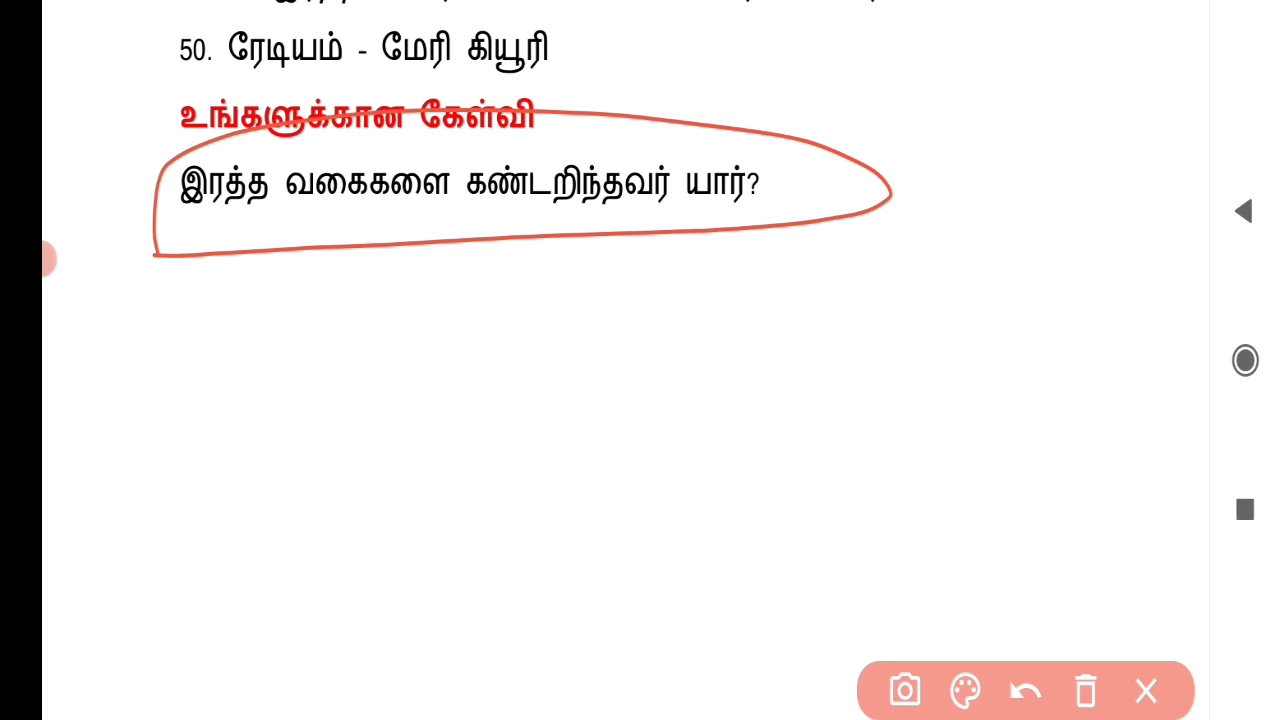 50. ரேடியம் - மேரி கியூரி
உங்களுக்கான கேள்வி
இரத்த வகைகளை கண்டறிந்தவர் யார்?